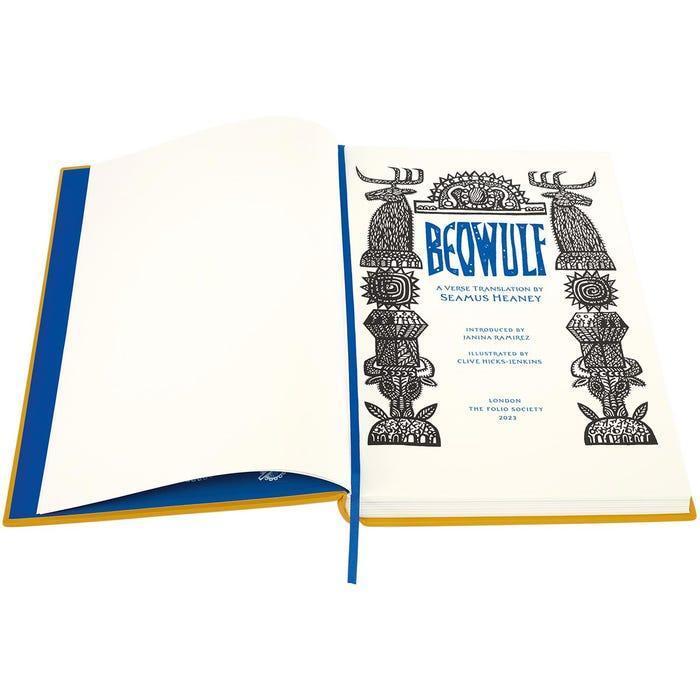 BEOWULF
A VERSE TRANSLATION BY
SEAMUS HEANEY
INTRODUCED BY
JANINA RAMIREZ
ILLUSTRATED BY
CLIVE HICKS-JENKINS
LONDON
THE FOLIO SOCIETY
2023